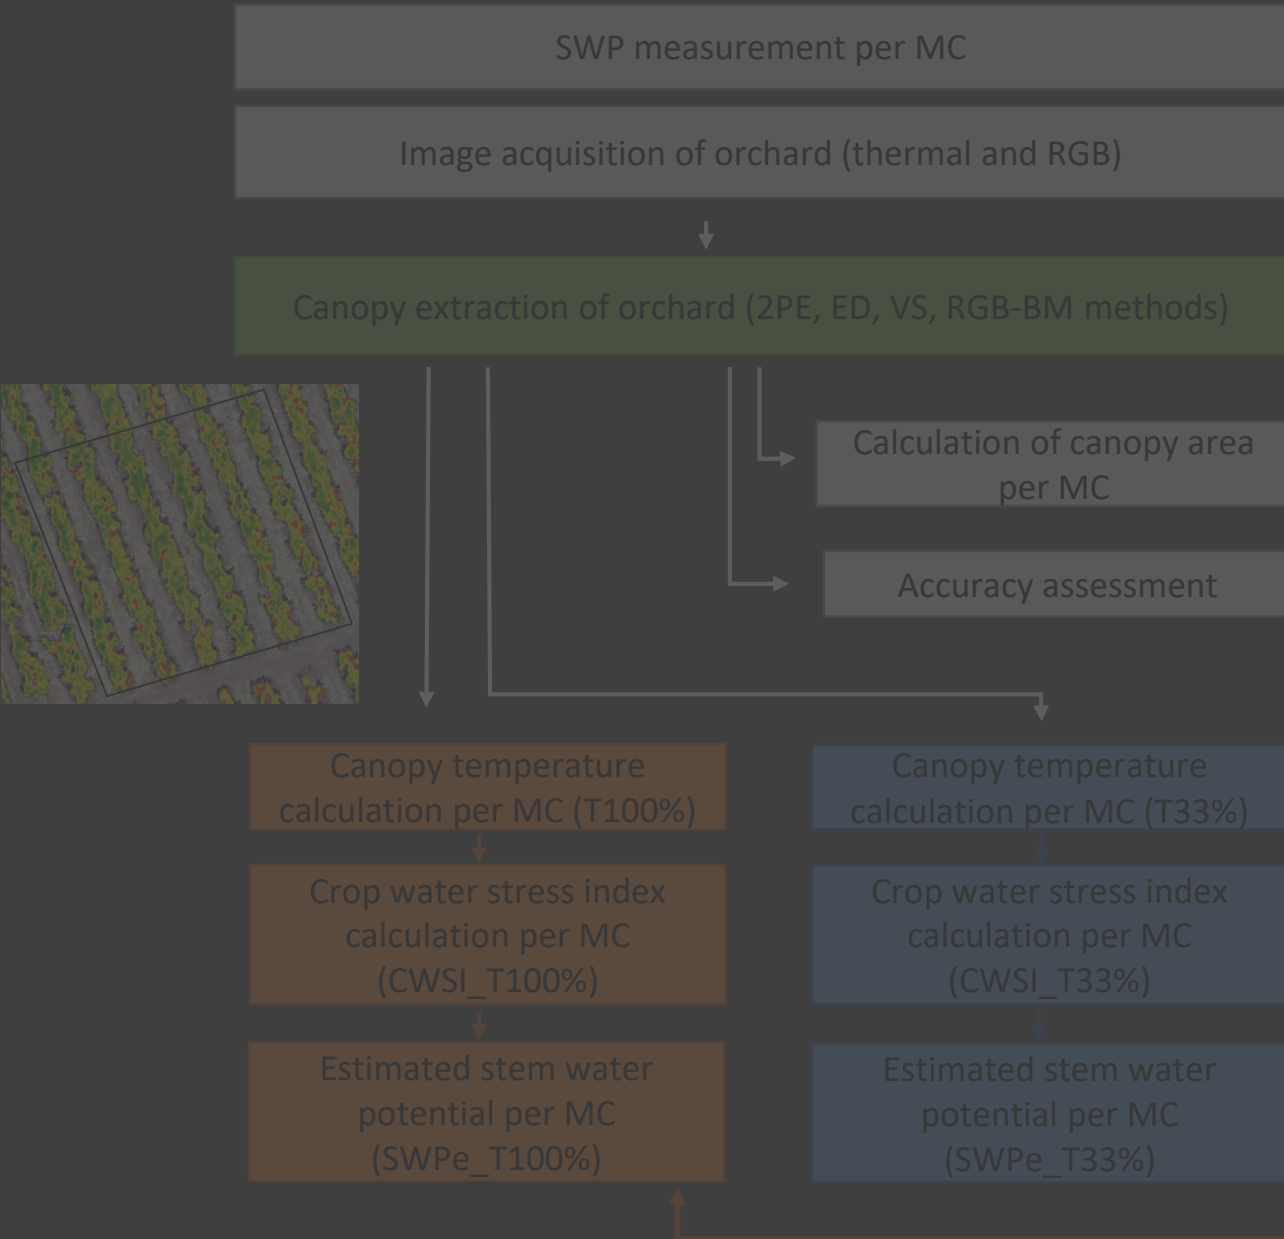 SWP measurement per MC
Image acquisition of orchard (thermal and RGB)
Canopy extraction of orchard (2PE, ED, VS, RGB-BM methods)
Calculation of canopy area
per MC
5
Accuracy assessment
Canopy temperature
calculation per MC (T100%)
Canopy temperature
calculation per MC (T33%)
Crop water stress index
calculation per MC
(CWSI_T100%)
Crop water stress index
calculation per MC
(CWSI_T33%)
Estimated stem water
potential per MC
(SWPe_T100%)
Estimated stem water
potential per MC
(SWPe_T33%)